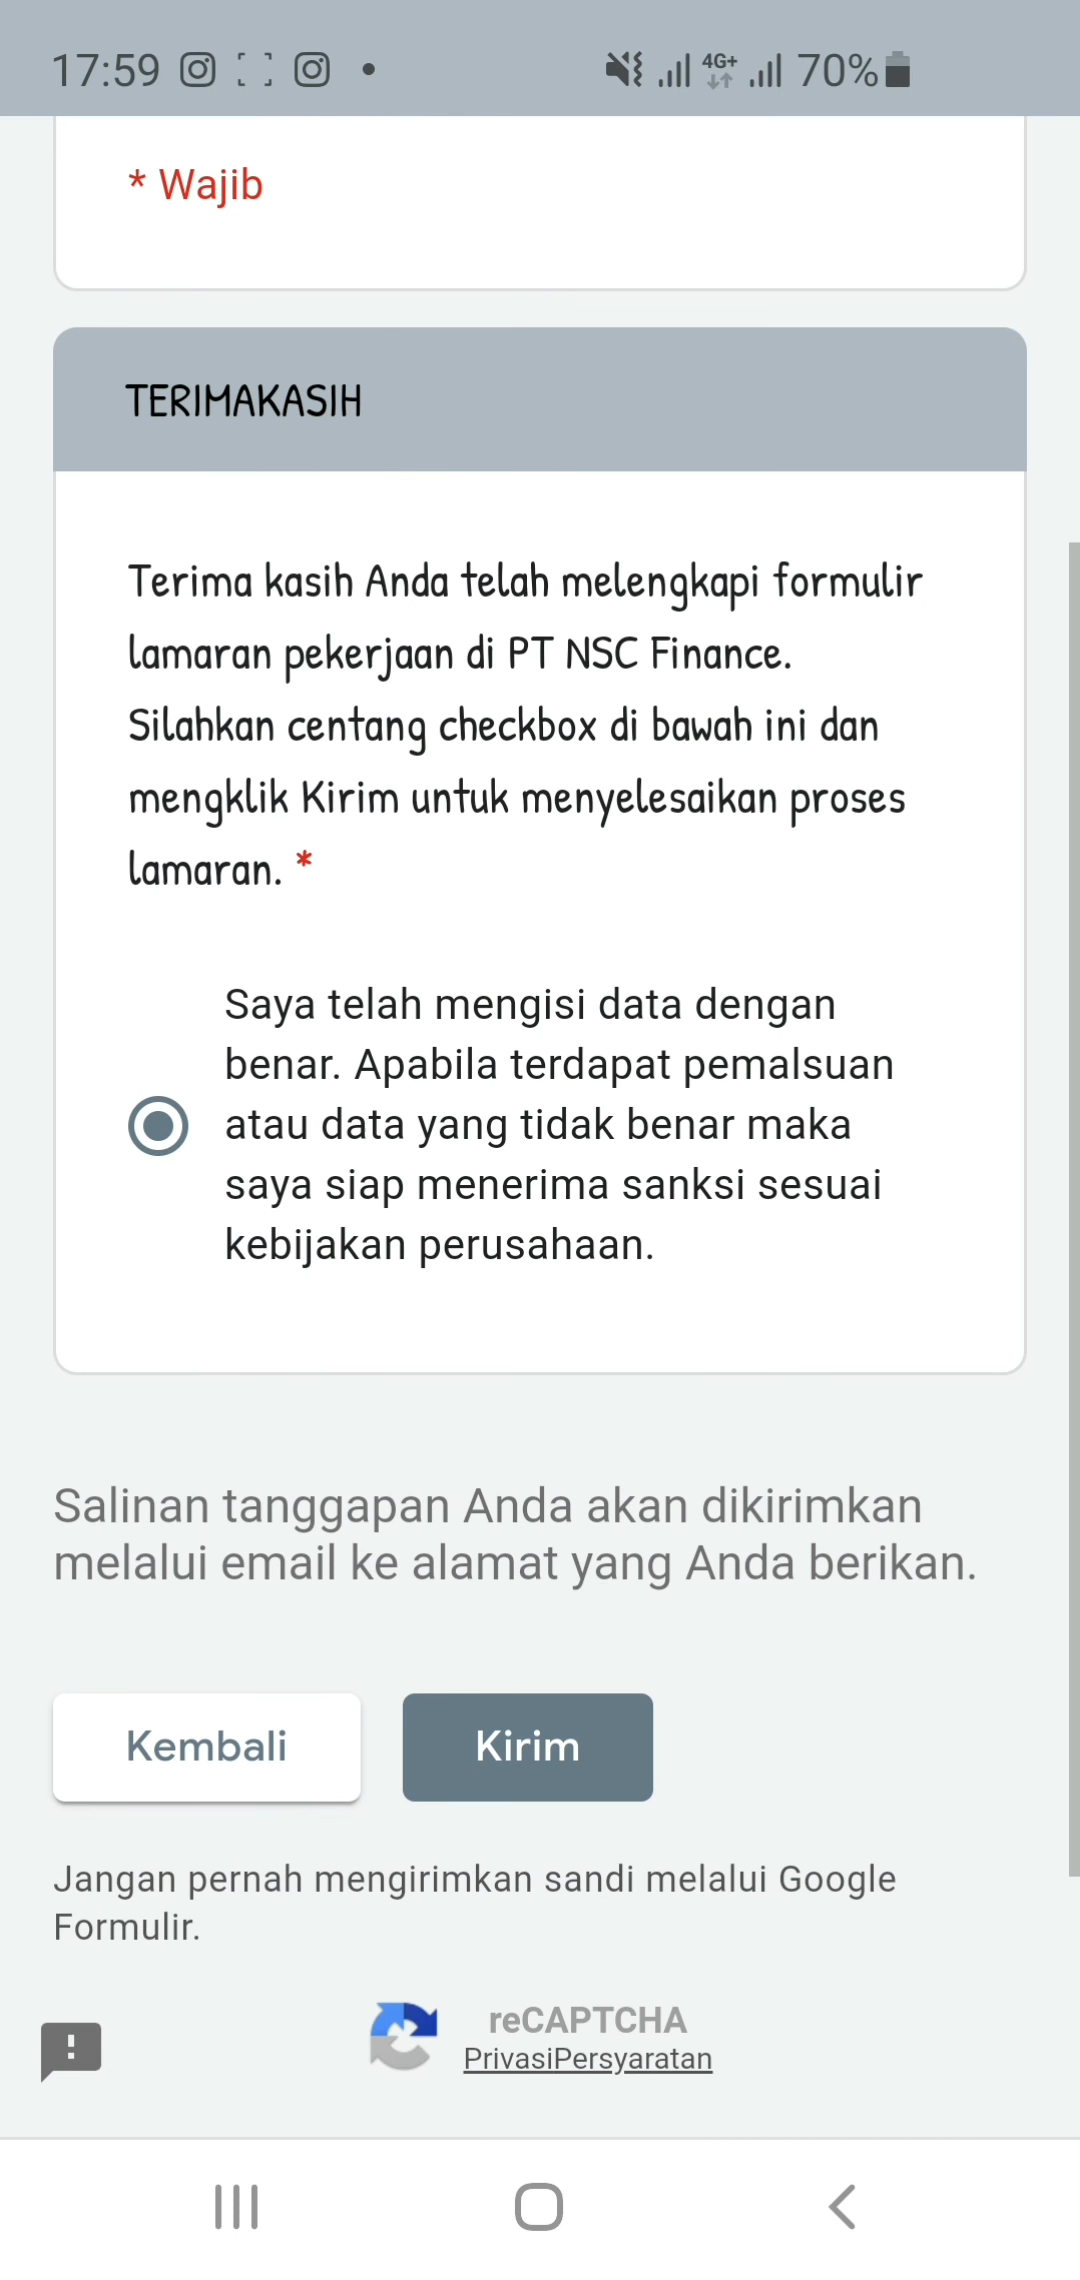 17:59 4G+ 70%
* Wajib
TERIMAKASIH
Terima kasih Anda telah melengkapi formulir
lamaran pekerjaan di PT NSC Finance.
Silahkan centang checkbox di bawah ini dan
mengklik Kirim untuk menyelesaikan proses
lamaran. *
Saya telah mengisi data dengan
benar. Apabila terdapat pemalsuan
atau data yang tidak benar maka
saya siap menerima sanksi sesuai
kebijakan perusahaan.
Salinan tanggapan Anda akan dikirimkan
melalui email ke alamat yang Anda berikan.
Kembali Kirim
Jangan pernah mengirimkan sandi melalui Google
Formulir.
reCAPTCHA
PrivasiPersyaratan